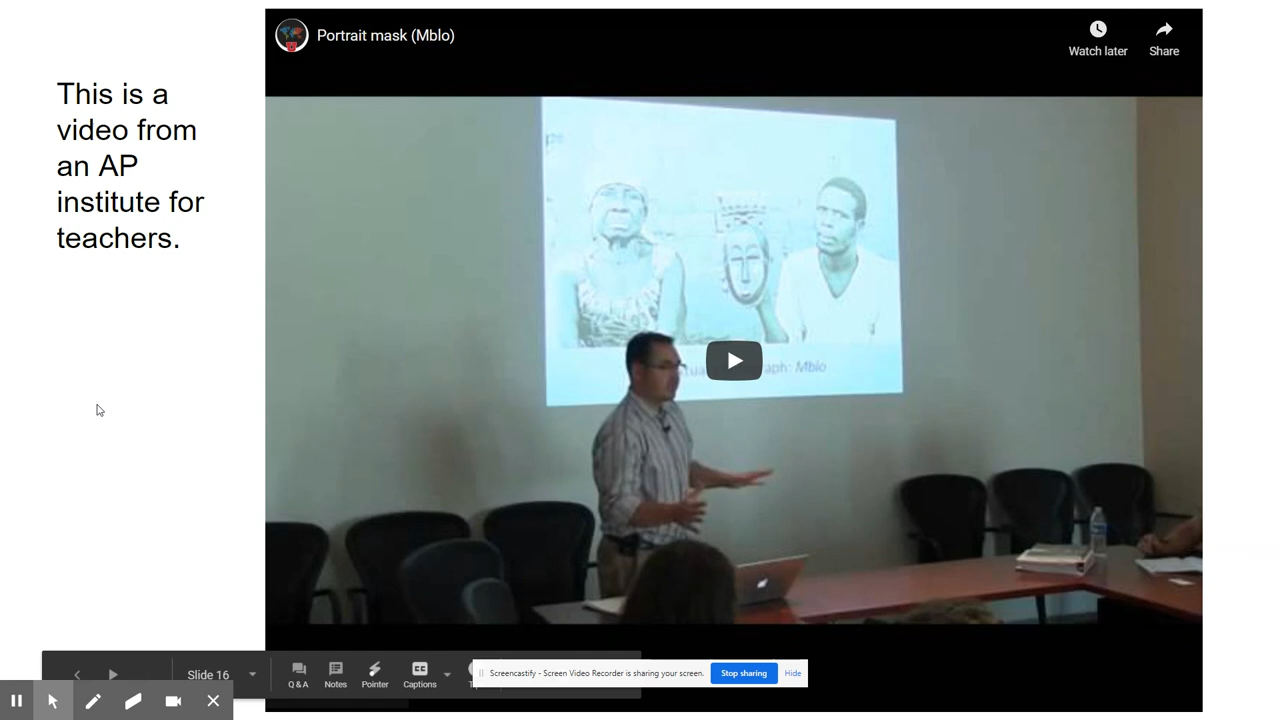 Portrait mask (Mblo)
Watch later
Share
This is a
video from
an AP
institute for
teachers.
Mblo
Slide 16
Q & A
Notes
Pointer
Captions
Screencastify - Screen Video Recorder is sharing your screen.
Stop sharing
Hide